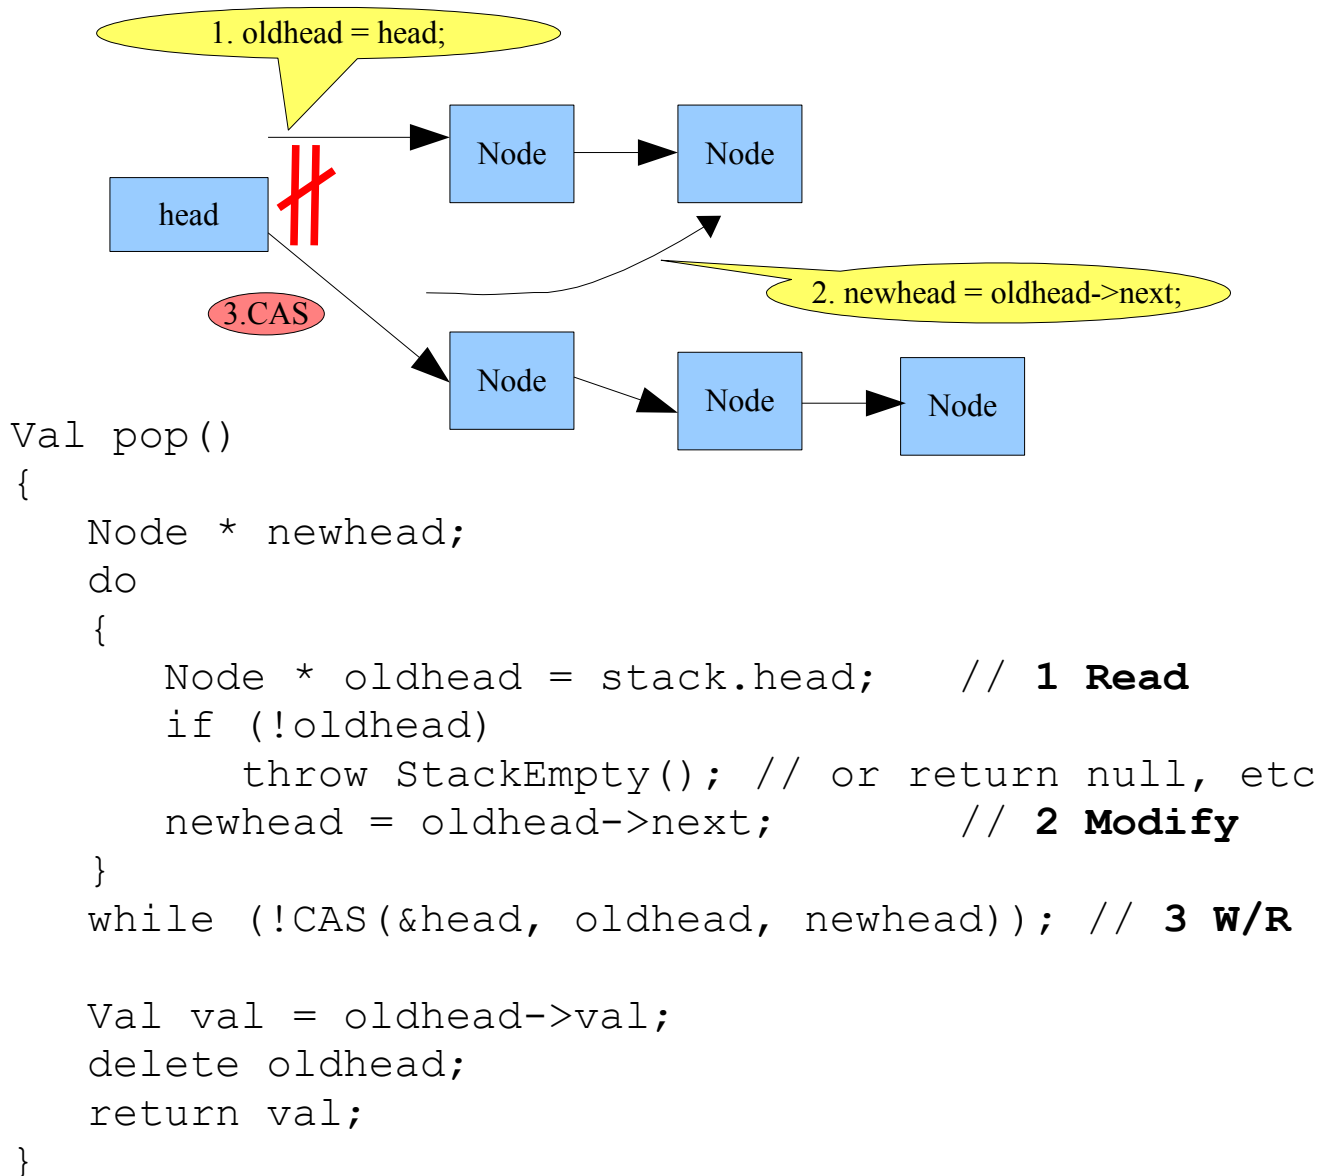 1. oldhead = head;
Node
Node
head
2. newhead = oldhead->next;
3.CAS
Node
Node
Node
Val pop()
{
   Node * newhead;
   do
   {
      Node * oldhead = stack.head;   // 1 Read
      if (!oldhead)
         throw StackEmpty(); // or return null, etc
      newhead = oldhead->next;       // 2 Modify
   }
   while (!CAS(&head, oldhead, newhead)); // 3 W/R
   Val val = oldhead->val;
   delete oldhead;
   return val;
}